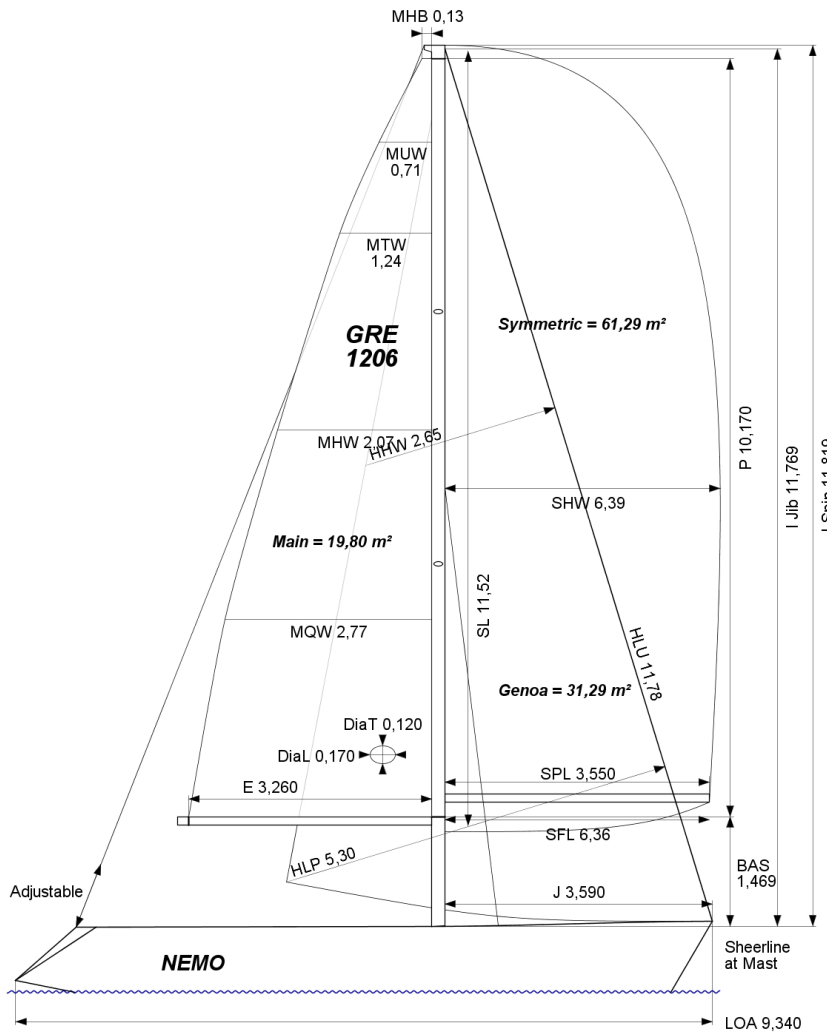 MHB 0,13
MUW
0,71
MTW
1,24
GRE
1206
Symmetric = 61,29 m²
MHW 2,07
HHW 2,65
P 10,170
I Jib 11,769
SHW 6,39
Main = 19,80 m²
SL 11,52
MQW 2,77
HLU 11,78
Genoa = 31,29 m²
DiaT 0,120
DiaL 0,170
E 3,260
SPL 3,550
SFL 6,36
HLP 5,30
BAS
1,469
Adjustable
J 3,590
Sheerline
at Mast
NEMO
LOA 9,340